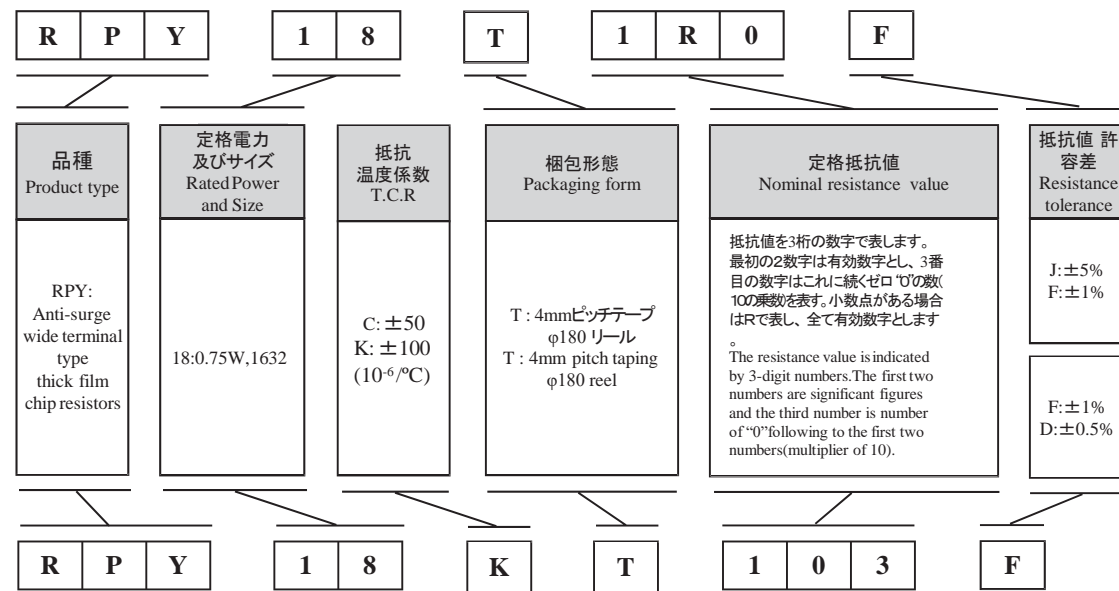 R P Y 1 8 T 1 R 0 F
品種
Product type
定格電力
及びサイズ
Rated Power
and Size
抵抗
温度係数
T.C.R
梱包形態
Packaging form
定格抵抗値
Nominal resistance value
抵抗値 許
容差
Resistance
tolerance
RPY:
Anti-surge
wide terminal
type
thick film
chip resistors
18:0.75W,1632
C: ±50
K: ±100
(10-6/ºC)
T : 4mmピッチテープ
φ180 リール
T : 4mm pitch taping
φ180 reel
抵抗値を3桁の数字で表します。
最初の2数字は有効数字とし、3番
目の数字はこれに続くゼロ“0”の数(
10の乗数)を表す。小数点がある場合
はRで表し、全て有効数字とします
。
The resistance value isindicated
by 3-digit numbers.The first two
numbers are significant figures
and the third number is number
of “0”following to the first two
numbers(multiplier of 10).
J:±5%
F:±1%
F:±1%
D:±0.5%
R P Y 1 8 K T 1 0 3 F